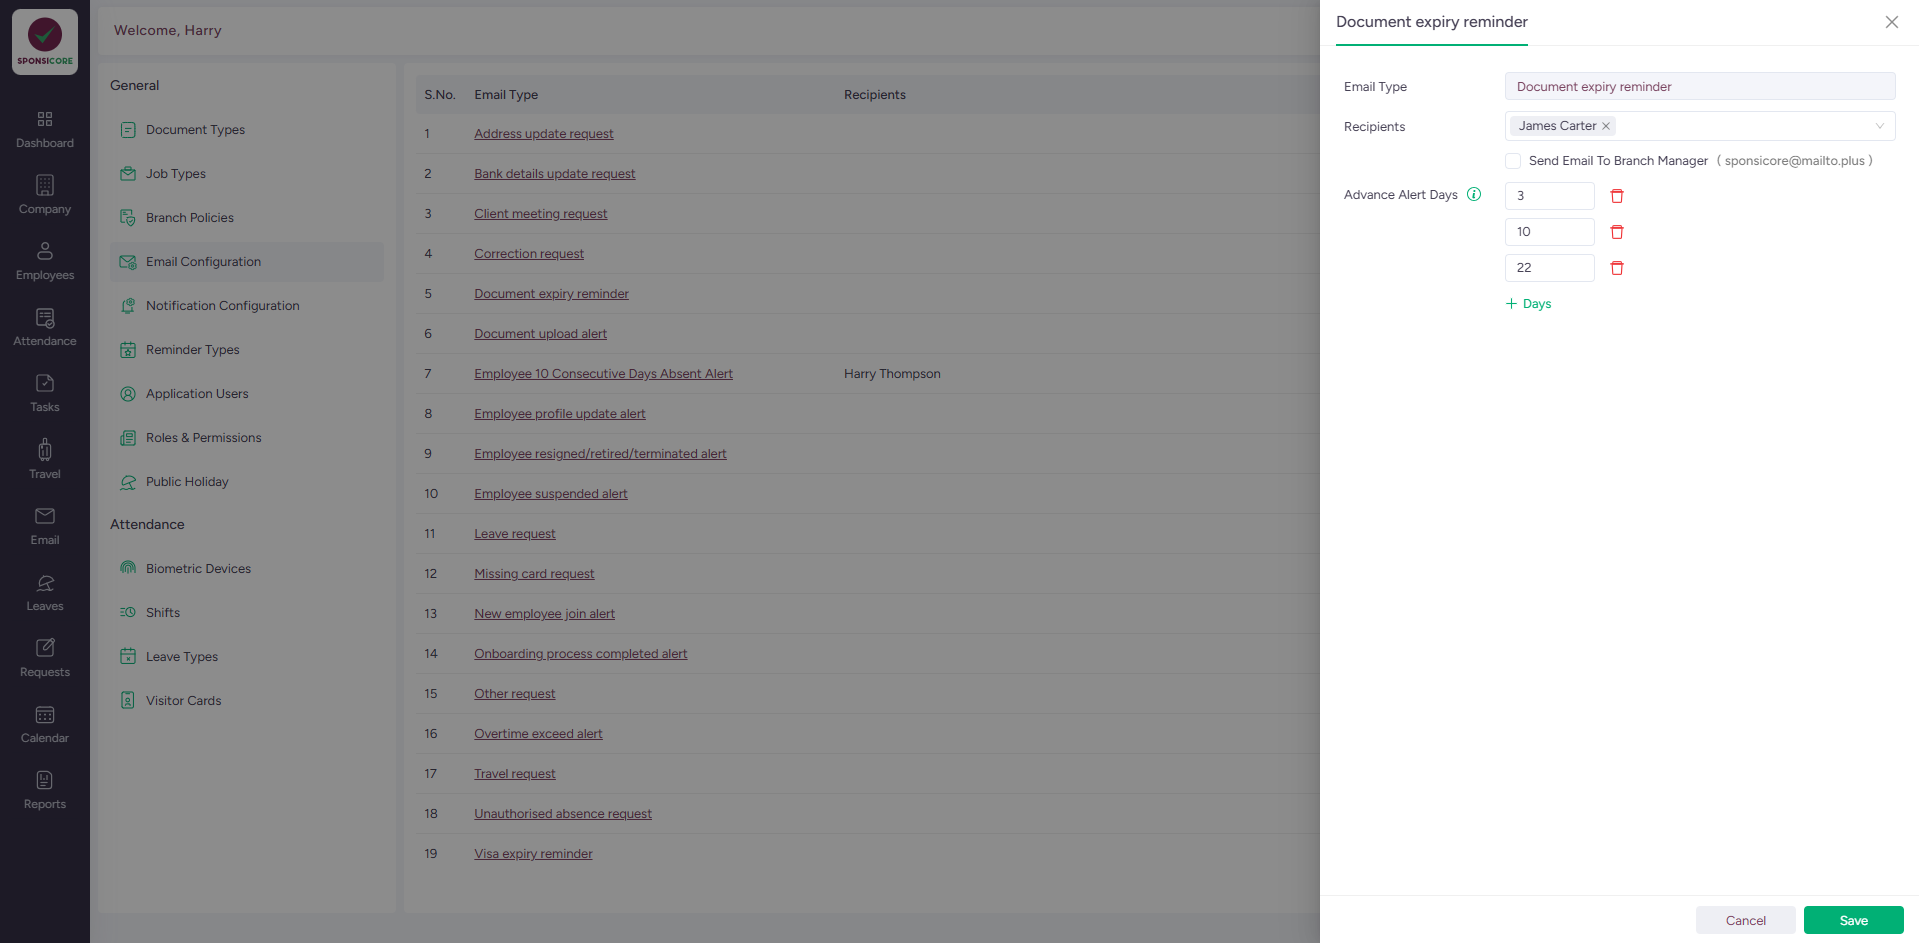 SPONSICORE
Dashboard
Company
Employees
Attendance
Tasks
Travel
Email
Leaves
Requests
Calendar
Reports
Welcome, Harry
General
Document Types
Job Types
Branch Policies
Email Configuration
Notification Configuration
Reminder Types
Application Users
Roles & Permissions
Public Holiday
Attendance
Biometric Devices
Shifts
Leave Types
Visitor Cards
S.No. Email Type Recipients
1 Address update request
2 Bank details update request
3 Client meeting request
4 Correction request
5 Document expiry reminder
6 Document upload alert
7 Employee 10 Consecutive Days Absent Alert Harry Thompson
8 Employee profile update alert
9 Employee resigned/retired/terminated alert
10 Employee suspended alert
11 Leave request
12 Missing card request
13 New employee join alert
14 Onboarding process completed alert
15 Other request
16 Overtime exceed alert
17 Travel request
18 Unauthorised absence request
19 Visa expiry reminder
Document expiry reminder
Email Type Document expiry reminder
Recipients James Carter
Send Email To Branch Manager ( sponsicore@mailto.plus )
Advance Alert Days 3
10
22
+ Days
Cancel Save